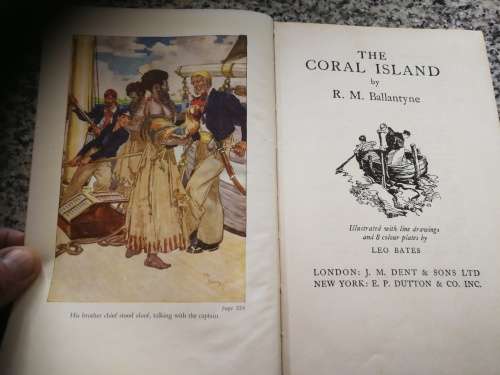 page 224
His brother chief stood aloof, talking with the captain
THE
CORAL ISLAND
by
R. M. Ballantyne
Illustrated with line drawings
and 8 colour plates by
LEO BATES
LONDON: J. M. DENT & SONS LTD
NEW YORK: E. P. DUTTON & CO. INC.